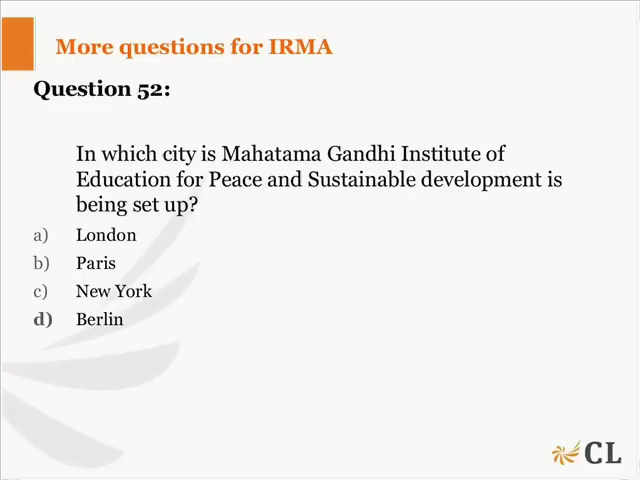 More questions for IRMA
Question 52:
In which city is Mahatama Gandhi Institute of
Education for Peace and Sustainable development is
being set up?
a) London
b) Paris
c) New York
d) Berlin
CL